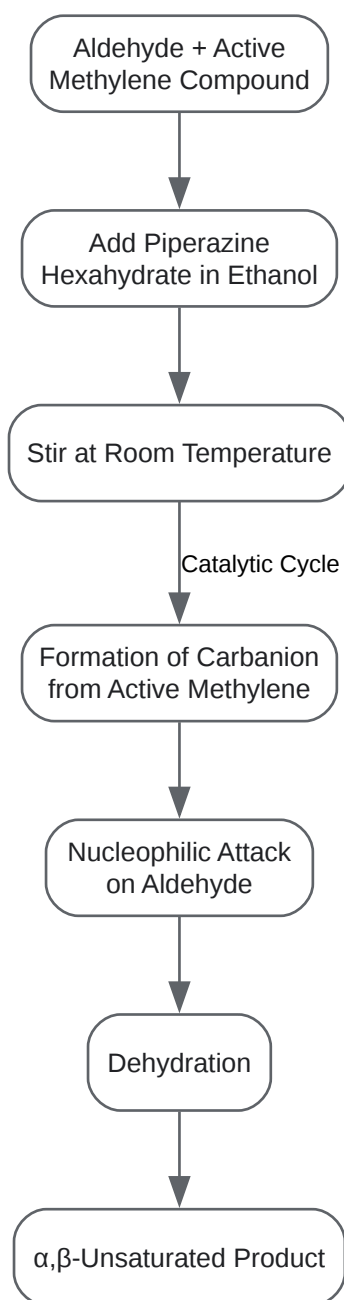 Aldehyde + Active
Methylene Compound
Add Piperazine
Hexahydrate in Ethanol
Stir at Room Temperature
Catalytic Cycle
Formation of Carbanion
from Active Methylene
Nucleophilic Attack
on Aldehyde
Dehydration
α,β-Unsaturated Product